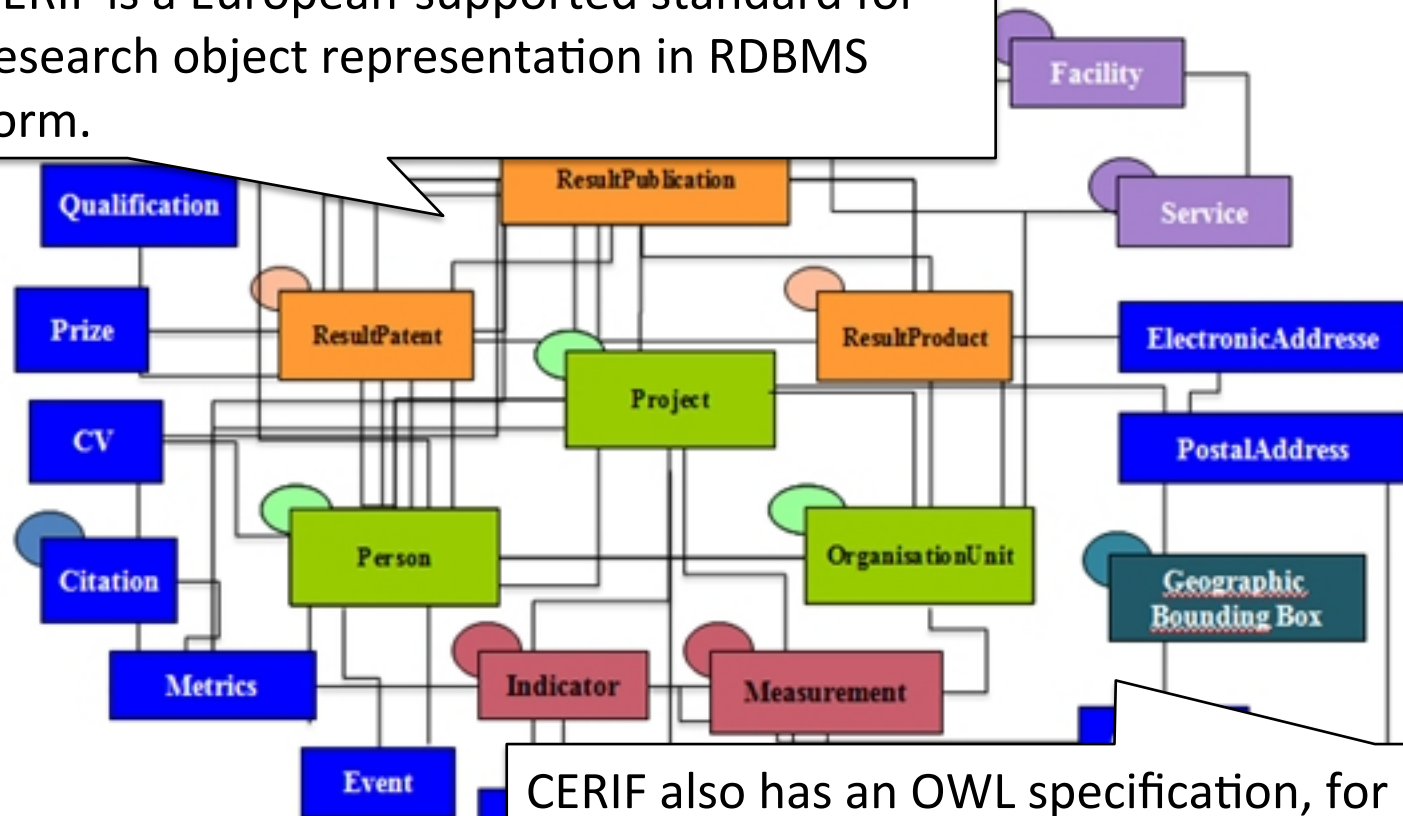 ERIF is a European-supported standard for
esearch object representation in RDBMS
orm.
Facility
ResultPublication
Qualification
Service
Prize
ResultPatent
ResultProduct
ElectronicAddresse
Project
CV
PostalAddress
Person
OrganisationUnit
Citation
Geographic
Bounding Box
Metrics
Indicator
Measurement
Event
CERIF also has an OWL specification, for